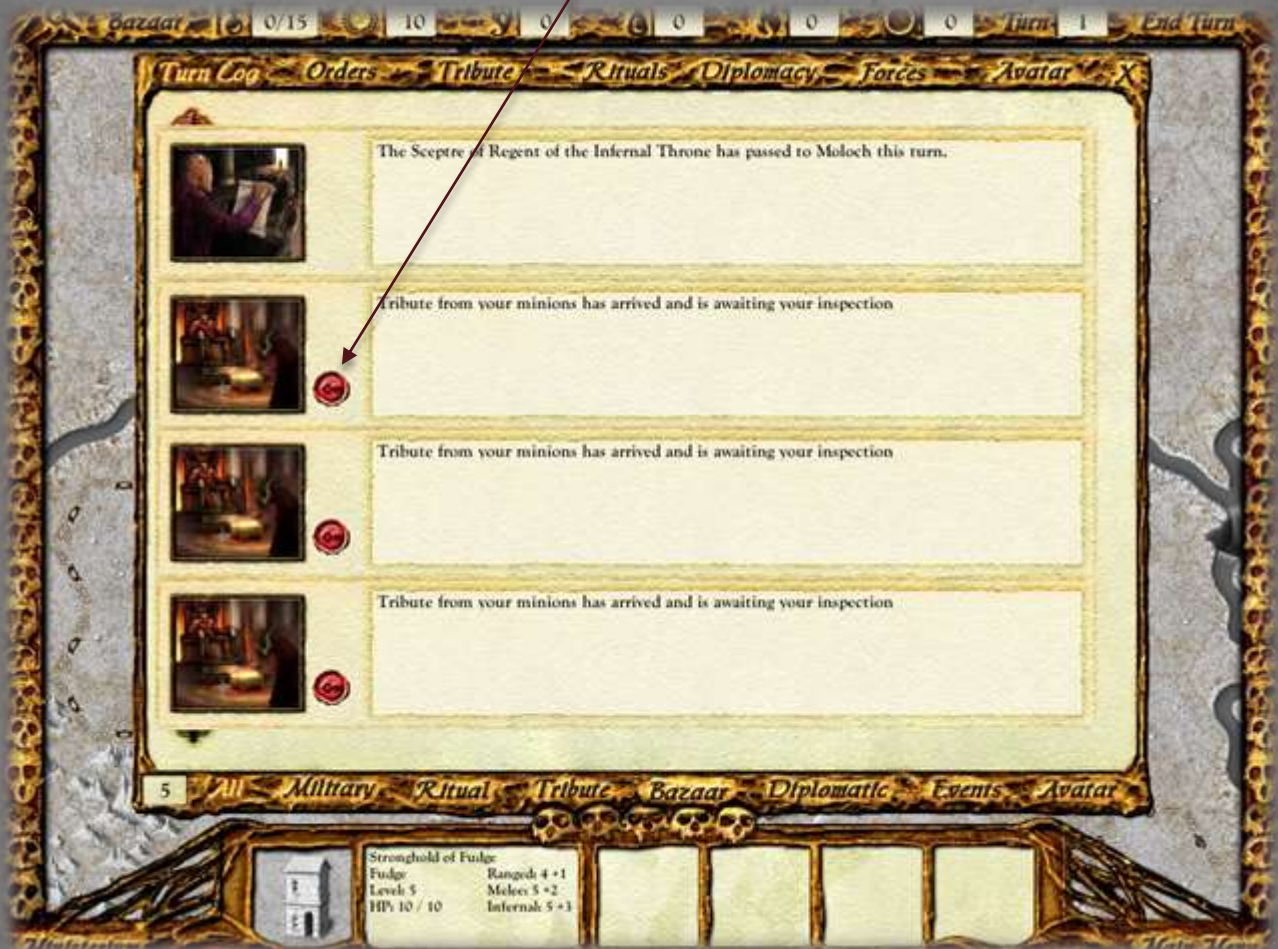 Bazaar 0/15 10 0 0 0 0 Turn 1 End Turn
Turn Log Orders Tribute Rituals Diplomacy Forces Avatar X
The Sceptre of Regent of the Infernal Throne has passed to Moloch this turn.
Tribute from your minions has arrived and is awaiting your inspection
Tribute from your minions has arrived and is awaiting your inspection
Tribute from your minions has arrived and is awaiting your inspection
5 All Military Ritual Tribute Bazaar Diplomatic Events Avatar
Stronghold of Fudge
Fudge Ranged: 4 +1
Level: 5 Melee: 5 +2
HP: 10 / 10 Infernal: 5 +3